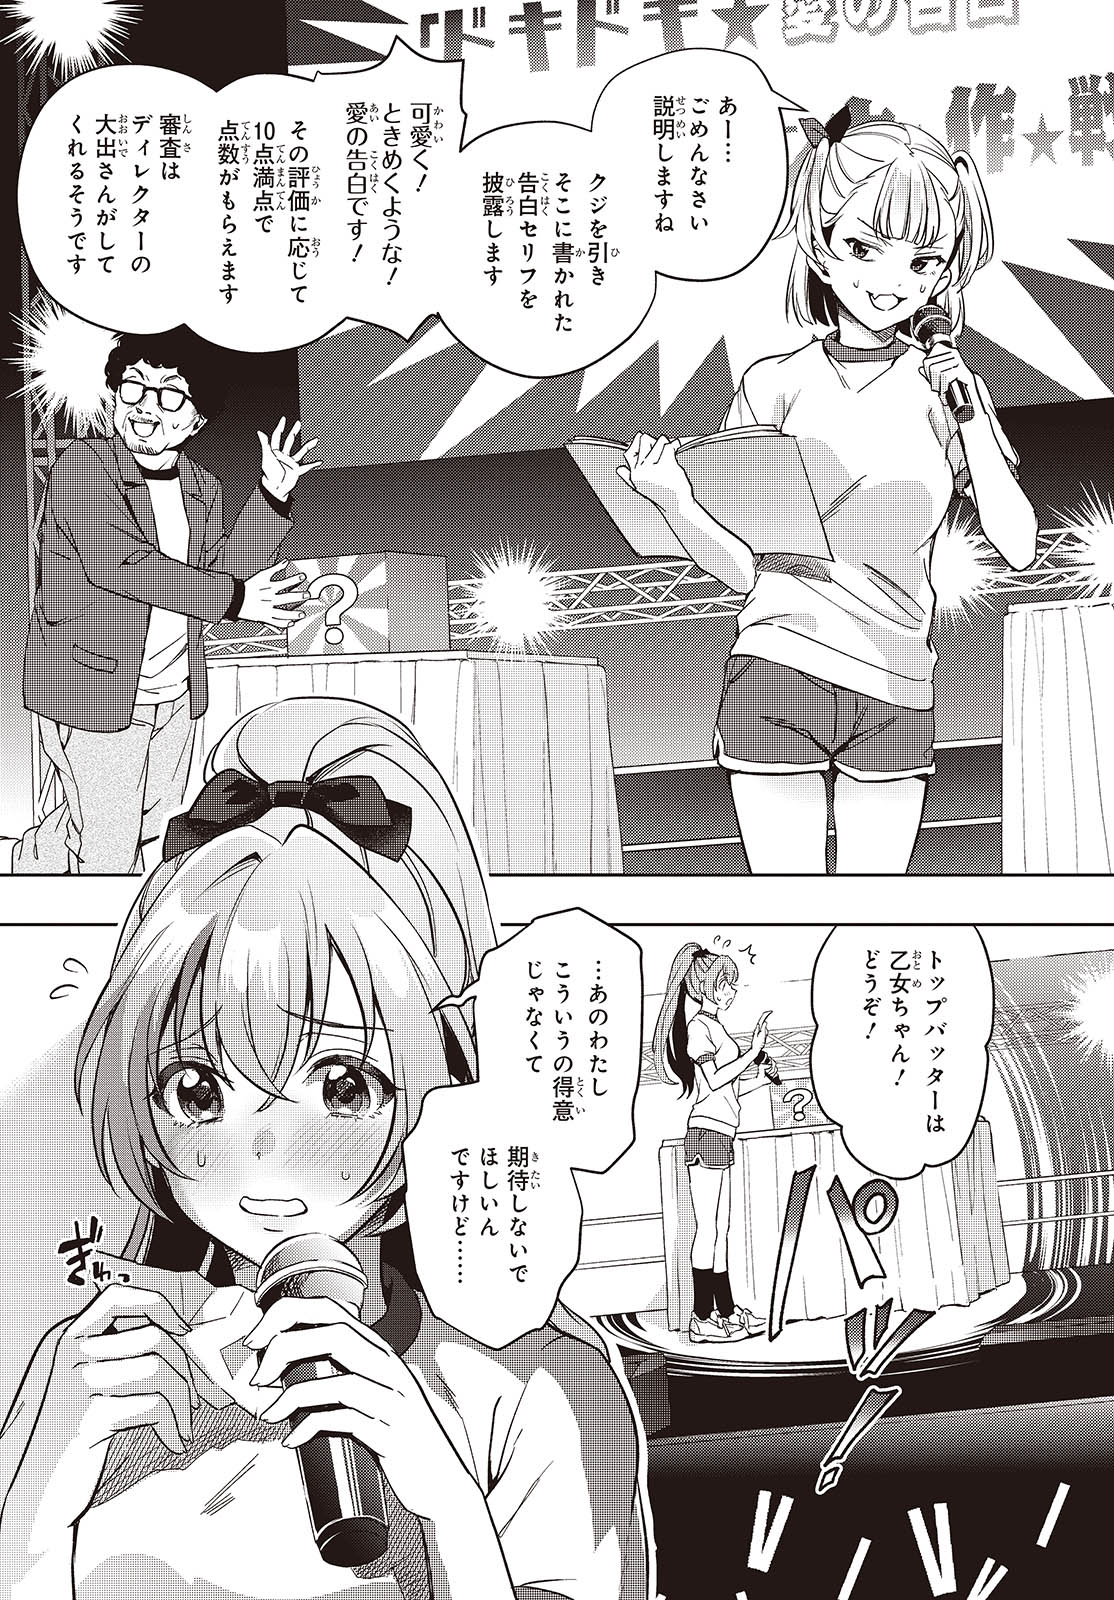 ドキドキ★愛の告白
作★戦
あー‥‥
ごめんなさい
説明しますね
クジを引き
そこに書かれた
告白セリフを
披露します
可愛く！
ときめくような！
愛の告白です！
その評価に応じて
10点満点で
点数がもらえます
審査は
ディレクターの
大出さんがして
くれるそうです
?
トップバッターは
乙女ちゃん！
どうぞ！
?
パッ！
…あのわたし
こういうの得意
じゃなくて
期待しないで
ほしいん
ですけど……
ぎゅっ